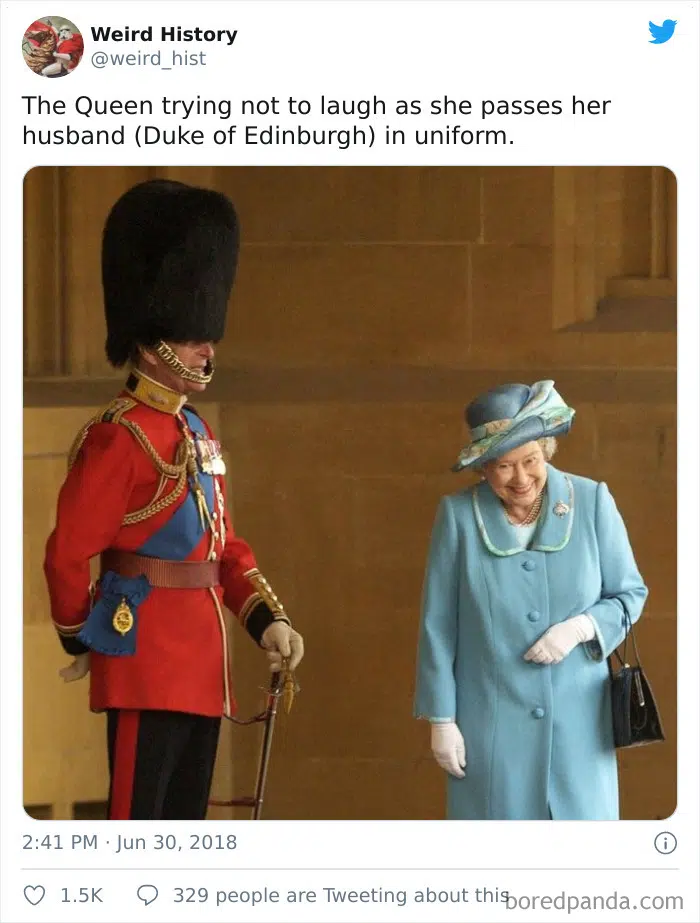 Weird History
@weird_hist
The Queen trying not to laugh as she passes her
husband (Duke of Edinburgh) in uniform.
2:41 PM · Jun 30, 2018
1.5K 329 people are Tweeting about this
boredpanda.com